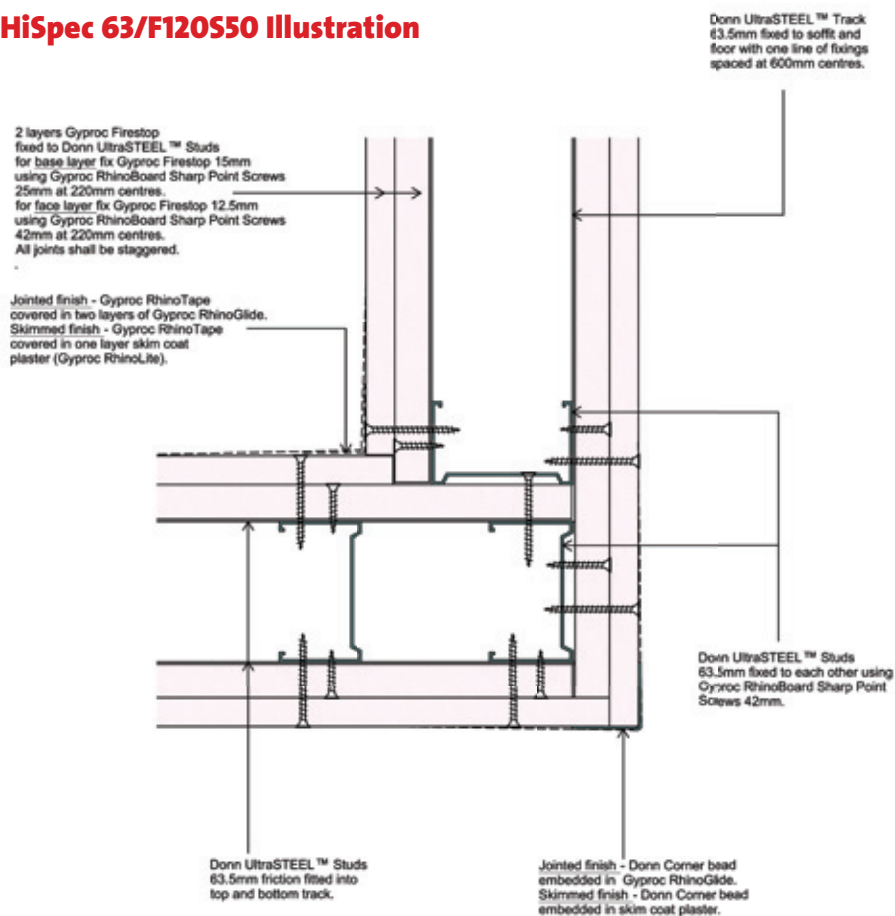 HiSpec 63/F120S50 Illustration
Donn UltraSTEEL™ Track
63.5mm fixed to soffit and
floor with one line of fixings
spaced at 600mm centres.
2 layers Gyproc Firestop
fixed to Donn UltraSTEEL™ Studs
for base layer fix Gyproc Firestop 15mm
using Gyproc RhinoBoard Sharp Point Screws
25mm at 220mm centres.
for face layer fix Gyproc Firestop 12.5mm
using Gyproc RhinoBoard Sharp Point Screws
42mm at 220mm centres.
All joints shall be staggered.
.
Jointed finish - Gyproc RhinoTape
covered in two layers of Gyproc RhinoGlide.
Skimmed finish - Gyproc RhinoTape
covered in one layer skim coat
plaster (Gyproc RhinoLite).
Donn UltraSTEEL™ Studs
63.5mm fixed to each other using
Gyproc RhinoBoard Sharp Point
Screws 42mm.
Donn UltraSTEEL™ Studs
63.5mm friction fitted into
top and bottom track.
Jointed finish - Donn Corner bead
embedded in Gyproc RhinoGlide.
Skimmed finish - Donn Corner bead
embedded in skim coat plaster.